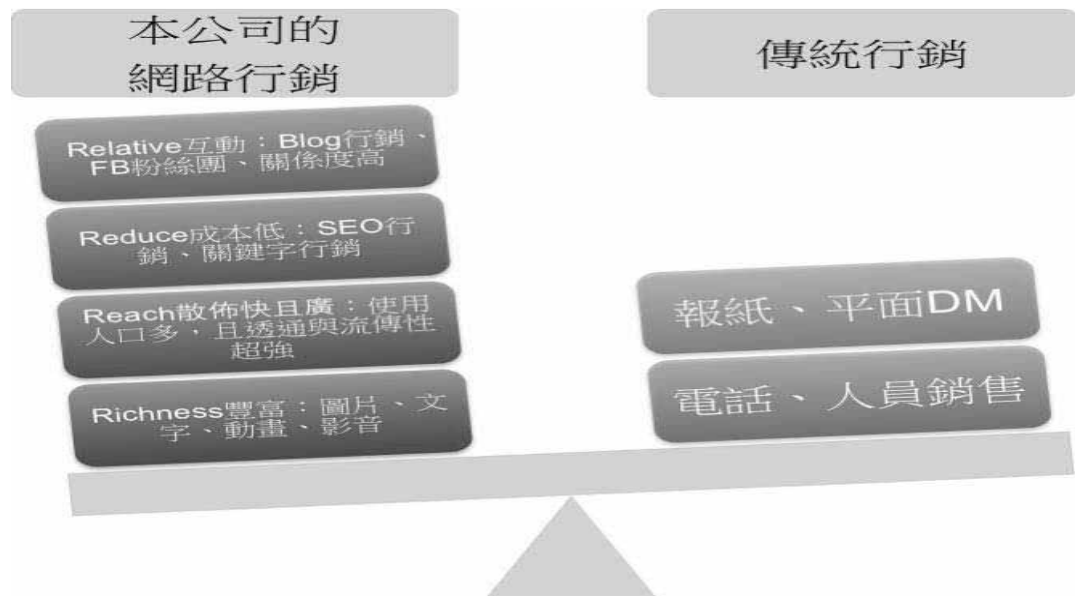 本公司的
網路行銷
Relative互動：Blog行銷、
FB粉絲團、關係度高
Reduce成本低：SEO行
銷、關鍵字行銷
Reach散佈快且廣：使用
人口多，且透通與流傳性
超強
Richness豐富：圖片、文
字、動畫、影音
傳統行銷
報紙、平面DM
電話、人員銷售